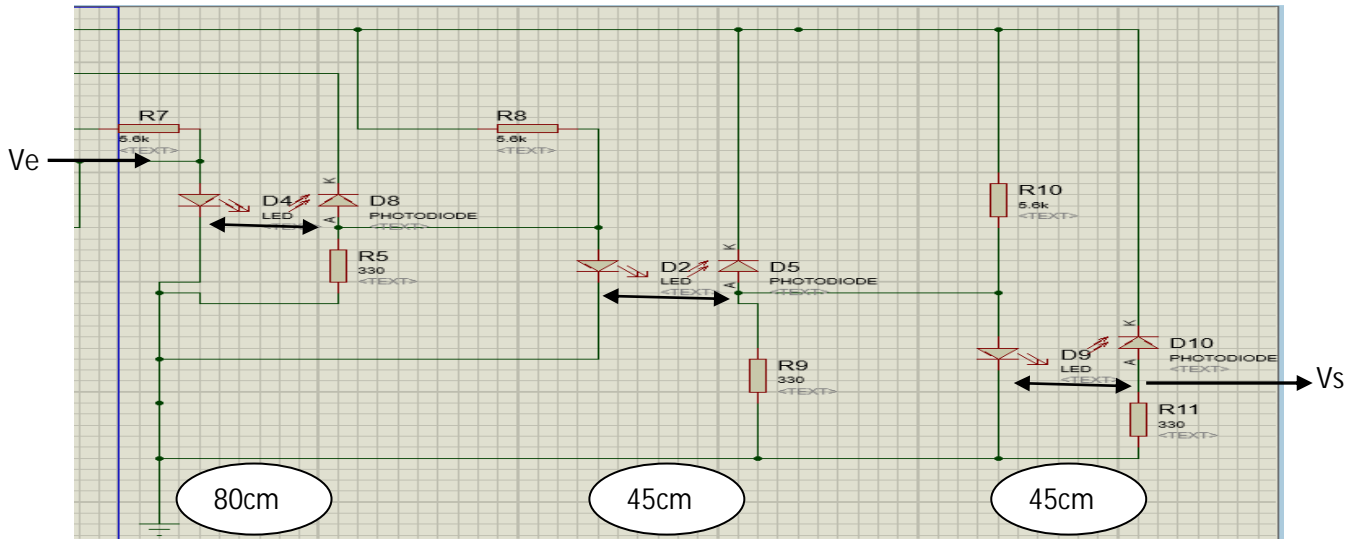 R7
5.6k
<TEXT>
Ve
D4
LED
<TEXT>
K
A
D8
PHOTODIODE
<TEXT>
R5
330
<TEXT>
R8
5.6k
<TEXT>
D2
LED
<TEXT>
K
A
D5
PHOTODIODE
<TEXT>
R9
330
<TEXT>
R10
5.6k
<TEXT>
D9
LED
<TEXT>
K
A
D10
PHOTODIODE
<TEXT>
Vs
R11
330
<TEXT>
80cm
45cm
45cm